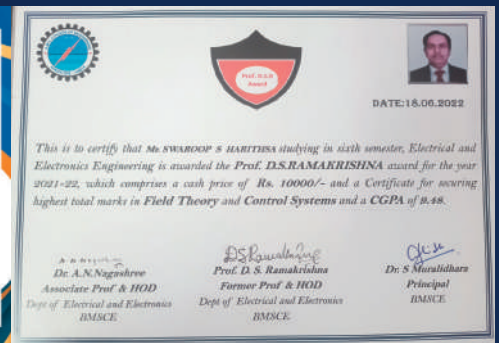 Prof. D.S.R
Award
DATE:18.06.2022
This is to certify that Mr SWAROOP S HARITHSA studying in sixth semester, Electrical and
Electronics Engineering is awarded the Prof. D.S.RAMAKRISHNA award for the year
2021-22, which comprises a cash price of Rs. 10000/- and a Certificate for securing
highest total marks in Field Theory and Control Systems and a CGPA of 9.48.
Dr. A.N.Nagashree
Associate Prof & HOD
Dept of Electrical and Electronics
BMSCE
Prof. D. S. Ramakrishna
Former Prof & HOD
Dept of Electrical and Electronics
BMSCE
Dr. S Muralidhara
Principal
BMSCE